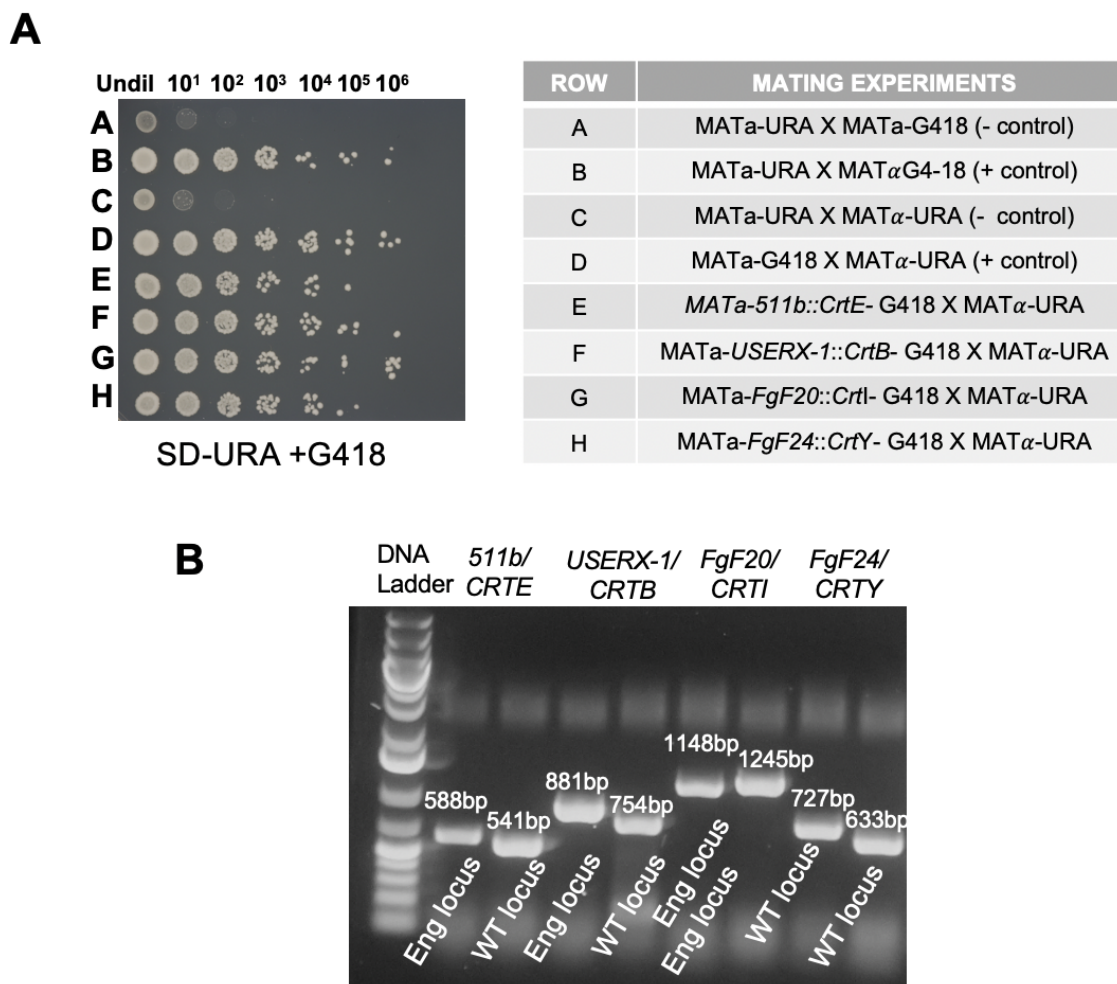 A
Undil 10¹ 10² 10³ 10⁴ 10⁵ 10⁶
A
B
C
D
E
F
G
H
SD-URA +G418
ROW MATING EXPERIMENTS
A MATa-URA X MATa-G418 (- control)
B MATa-URA X MATαG4-18 (+ control)
C MATa-URA X MATα-URA (- control)
D MATa-G418 X MATα-URA (+ control)
E MATa-511b::CrtE- G418 X MATα-URA
F MATa-USERX-1::CrtB- G418 X MATα-URA
G MATa-FgF20::CrtI- G418 X MATα-URA
H MATa-FgF24::CrtY- G418 X MATα-URA
B
DNA Ladder
511b/ CRTE
USERX-1/ CRTB
FgF20/ CRTI
FgF24/ CRTY
588bp
541bp
881bp
754bp
1148bp
1245bp
727bp
633bp
Eng locus
WT locus
Eng locus
WT locus
Eng locus
Eng locus
WT locus
WT locus